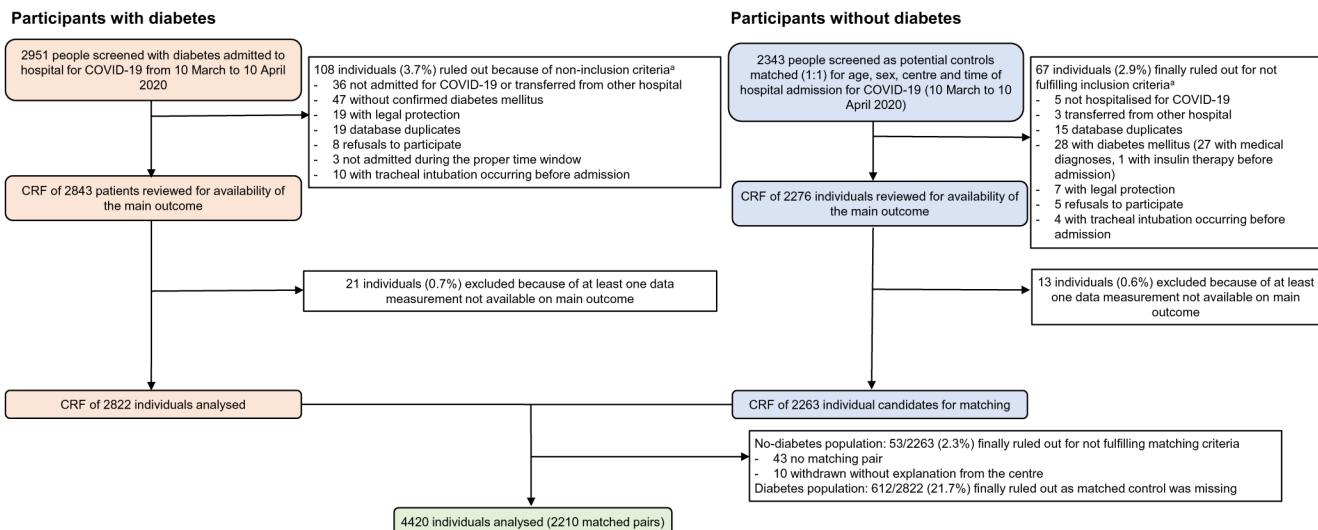 Participants with diabetes
2951 people screened with diabetes admitted to
hospital for COVID-19 from 10 March to 10 April
2020
108 individuals (3.7%) ruled out because of non-inclusion criteriaᵃ
- 36 not admitted for COVID-19 or transferred from other hospital
- 47 without confirmed diabetes mellitus
- 19 with legal protection
- 19 database duplicates
- 8 refusals to participate
- 3 not admitted during the proper time window
- 10 with tracheal intubation occurring before admission
CRF of 2843 patients reviewed for availability of
the main outcome
21 individuals (0.7%) excluded because of at least one data
measurement not available on main outcome
CRF of 2822 individuals analysed
Participants without diabetes
2343 people screened as potential controls
matched (1:1) for age, sex, centre and time of
hospital admission for COVID-19 (10 March to 10
April 2020)
67 individuals (2.9%) finally ruled out for not
fulfilling inclusion criteriaᵃ
- 5 not hospitalised for COVID-19
- 3 transferred from other hospital
- 15 database duplicates
- 28 with diabetes mellitus (27 with medical
diagnoses, 1 with insulin therapy before
admission)
- 7 with legal protection
- 5 refusals to participate
- 4 with tracheal intubation occurring before
admission
CRF of 2276 individuals reviewed for availability of
the main outcome
13 individuals (0.6%) excluded because of at least
one data measurement not available on main
outcome
CRF of 2263 individual candidates for matching
No-diabetes population: 53/2263 (2.3%) finally ruled out for not fulfilling matching criteria
- 43 no matching pair
- 10 withdrawn without explanation from the centre
Diabetes population: 612/2822 (21.7%) finally ruled out as matched control was missing
4420 individuals analysed (2210 matched pairs)